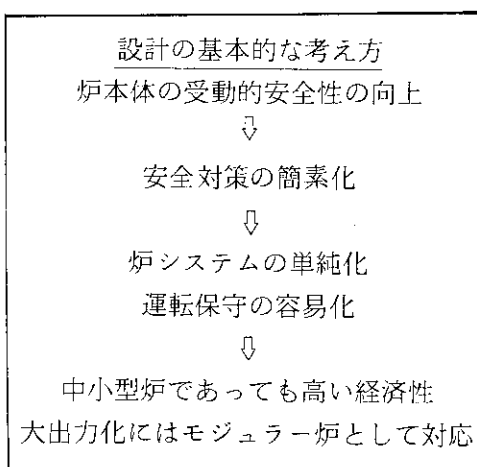 設計の基本的な考え方
炉本体の受動的安全性の向上
⇩
安全対策の簡素化
⇩
炉システムの単純化
運転保守の容易化
⇩
中小型炉であっても高い経済性
大出力化にはモジュラー炉として対応